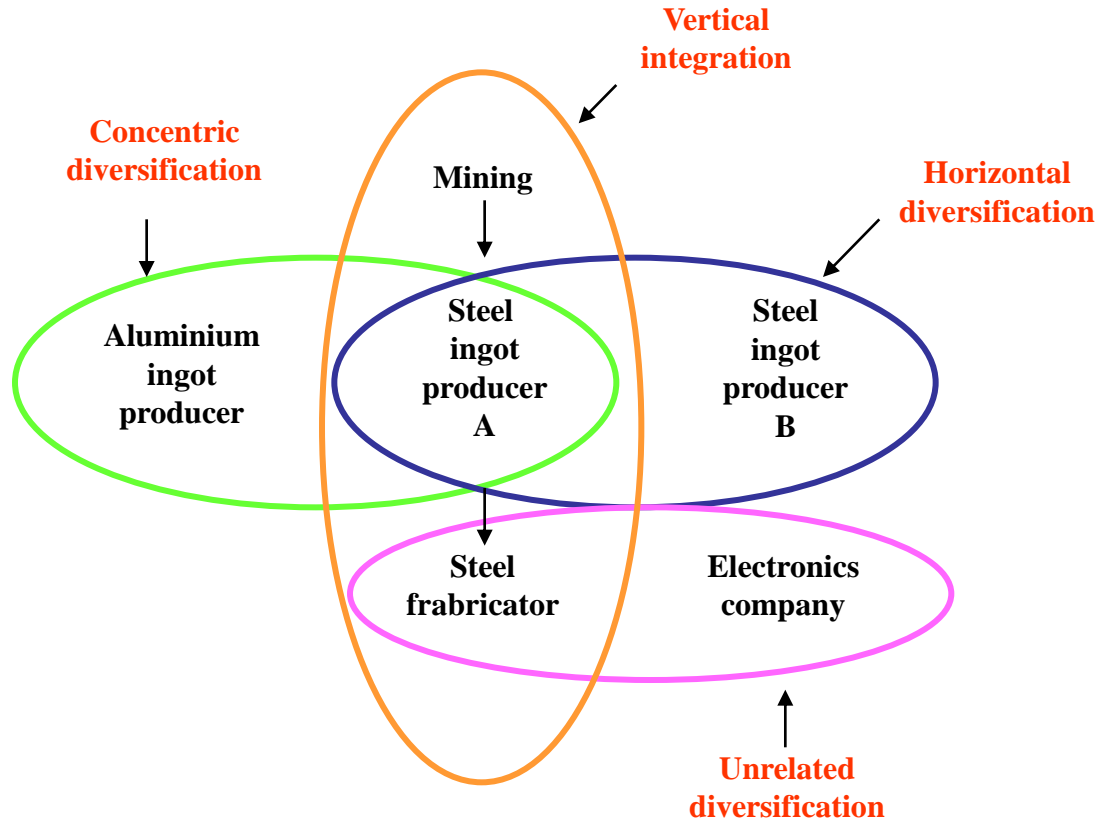 Vertical
integration
Concentric
diversification
Mining
Horizontal
diversification
Aluminium
ingot
producer
Steel
ingot
producer
A
Steel
ingot
producer
B
Steel
frabricator
Electronics
company
Unrelated
diversification